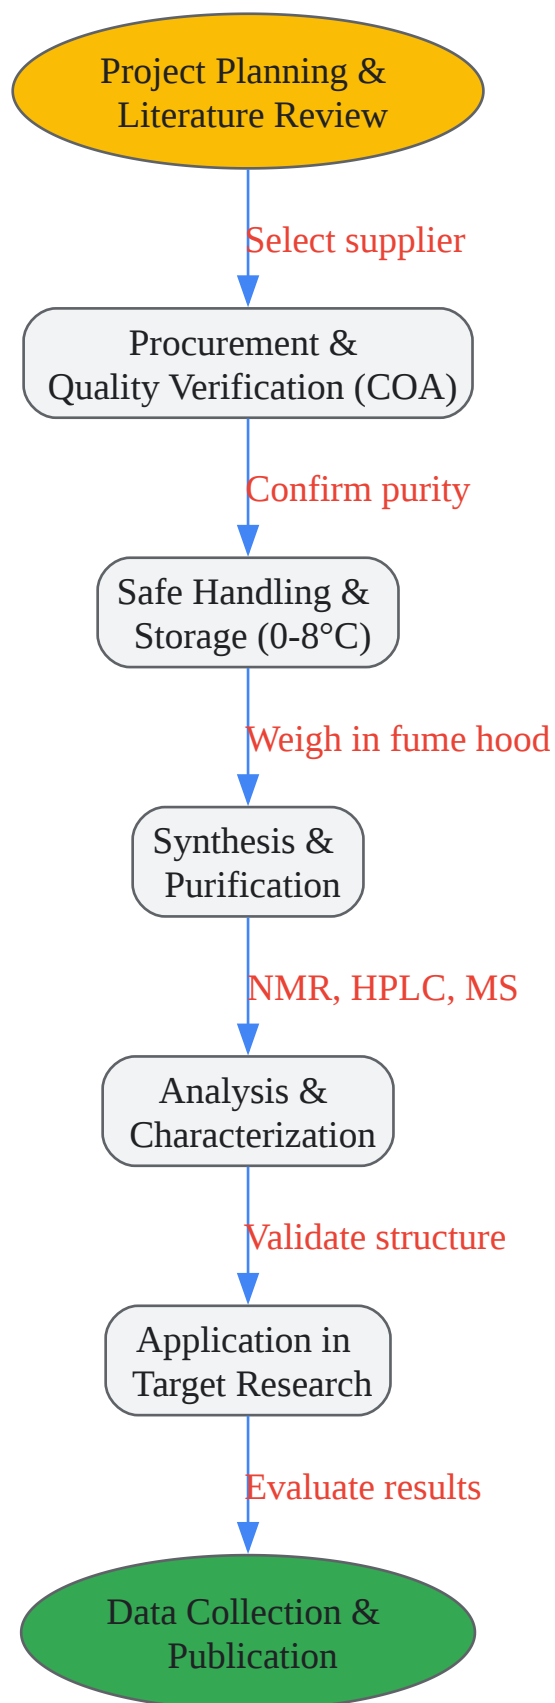 Project Planning &
Literature Review
Select supplier
Procurement &
Quality Verification (COA)
Confirm purity
Safe Handling &
Storage (0-8°C)
Weigh in fume hood
Synthesis &
Purification
NMR, HPLC, MS
Analysis &
Characterization
Validate structure
Application in
Target Research
Evaluate results
Data Collection &
Publication